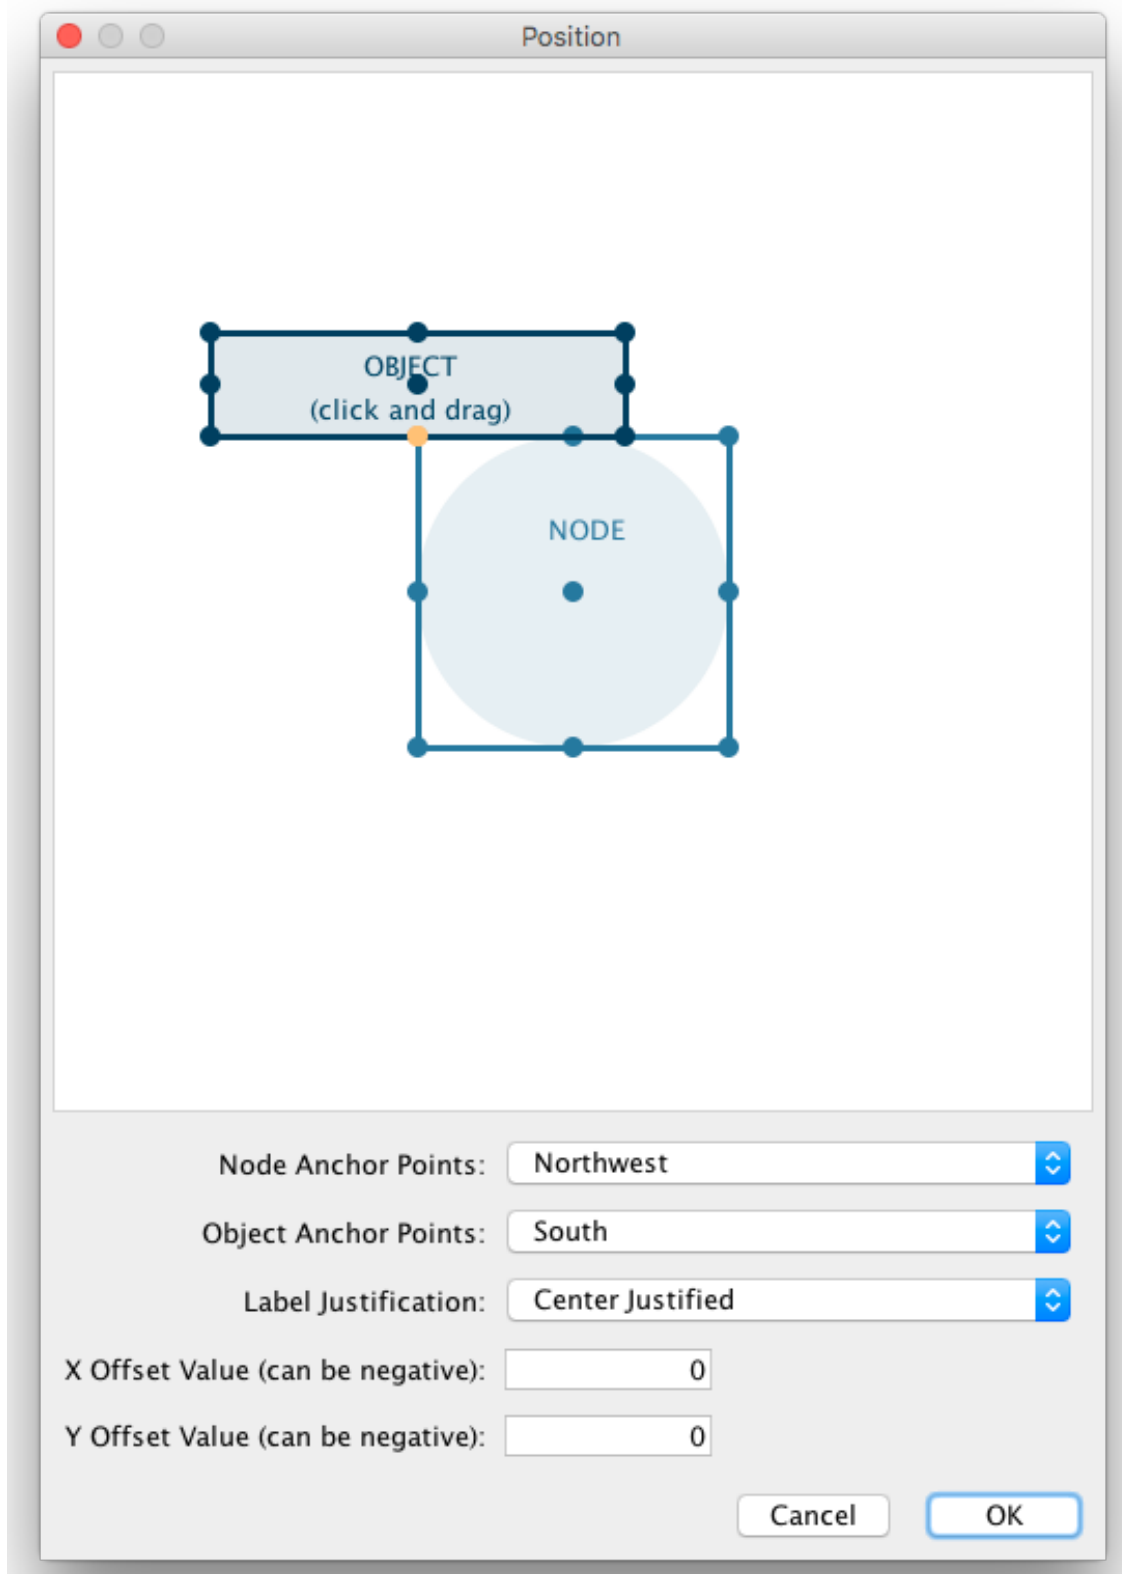 Position
OBJECT
(click and drag)
NODE
Node Anchor Points: Northwest
Object Anchor Points: South
Label Justification: Center Justified
X Offset Value (can be negative): 0
Y Offset Value (can be negative): 0
Cancel OK